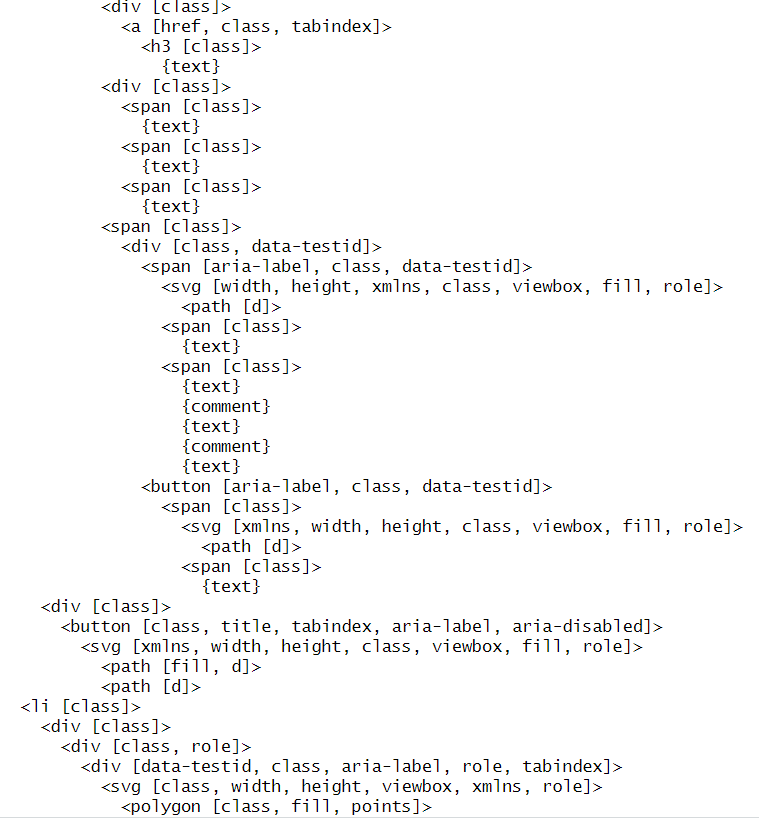 <div [class]>
<a [href, class, tabindex]>
<h3 [class]>
{text}
<div [class]>
<span [class]>
{text}
<span [class]>
{text}
<span [class]>
{text}
<span [class]>
<div [class, data-testid]>
<span [aria-label, class, data-testid]>
<svg [width, height, xmlns, class, viewbox, fill, role]>
<path [d]>
<span [class]>
{text}
<span [class]>
{text}
{comment}
{text}
{comment}
{text}
<button [aria-label, class, data-testid]>
<span [class]>
<svg [xmlns, width, height, class, viewbox, fill, role]>
<path [d]>
<span [class]>
{text}
<div [class]>
<button [class, title, tabindex, aria-label, aria-disabled]>
<svg [xmlns, width, height, class, viewbox, fill, role]>
<path [fill, d]>
<path [d]>
<li [class]>
<div [class]>
<div [class, role]>
<div [data-testid, class, aria-label, role, tabindex]>
<svg [class, width, height, viewbox, xmlns, role]>
<polygon [class, fill, points]>